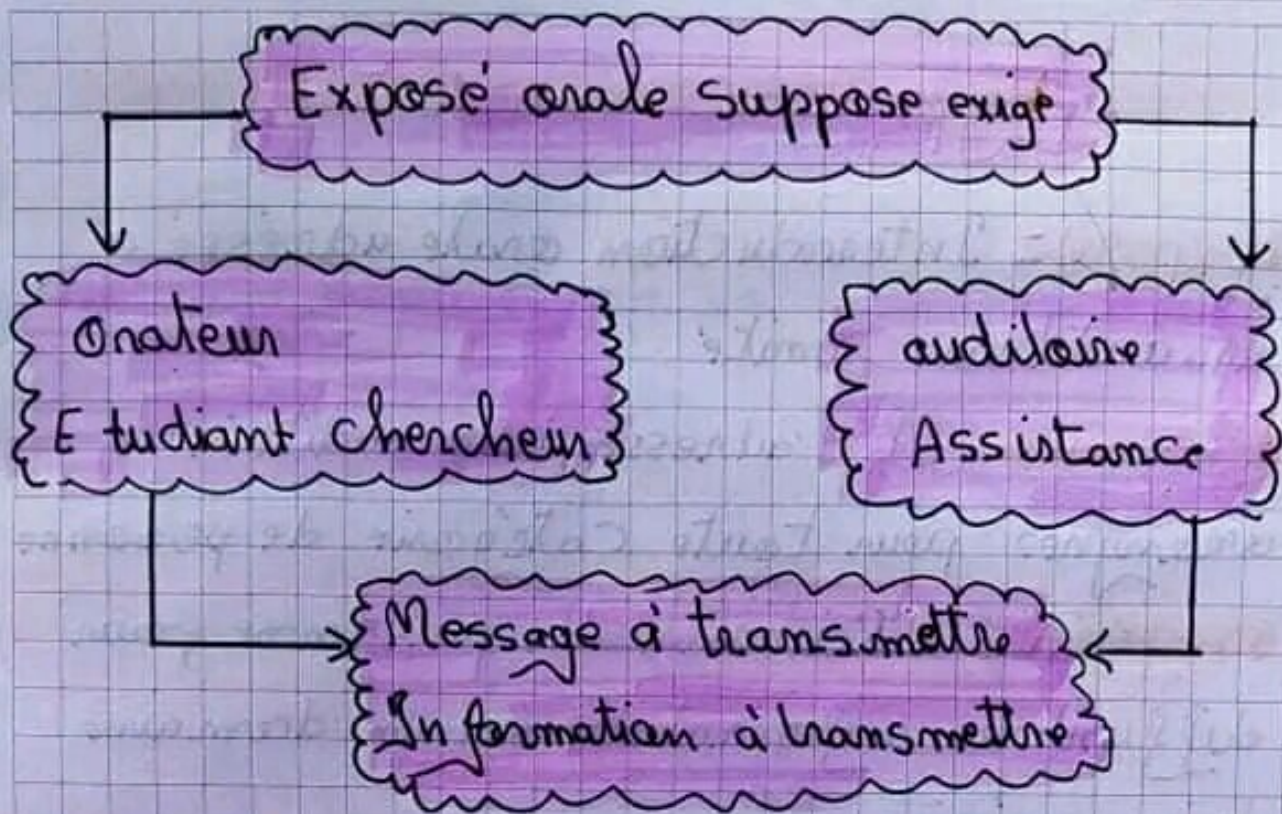 Exposé orale suppose exige
Orateur
Etudiant chercheur
auditoire
Assistance
Message à transmettre
Information à transmettre